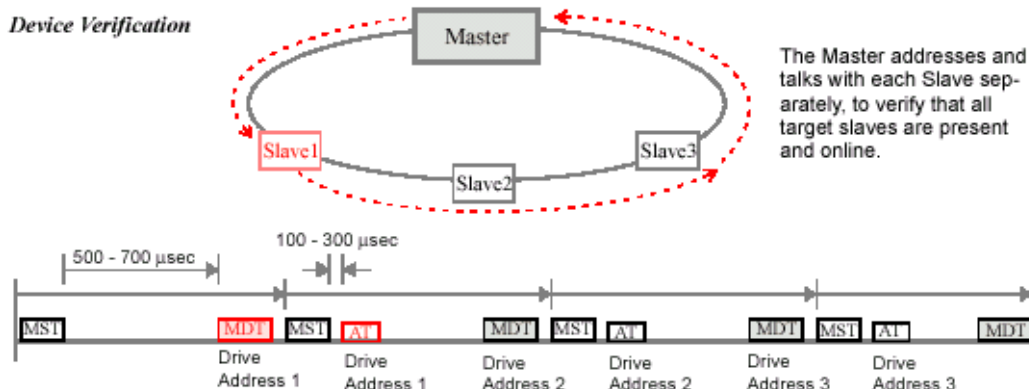 Device Verification
Master
The Master addresses and
talks with each Slave sep-
arately, to verify that all
target slaves are present
and online.
Slave1
Slave2
Slave3
500 - 700 µsec
100 - 300 µsec
MST
MDT
MST
AT
MDT
MST
AT
MDT
MST
AT
MDT
Drive
Address 1
Drive
Address 1
Drive
Address 2
Drive
Address 2
Drive
Address 3
Drive
Address 3